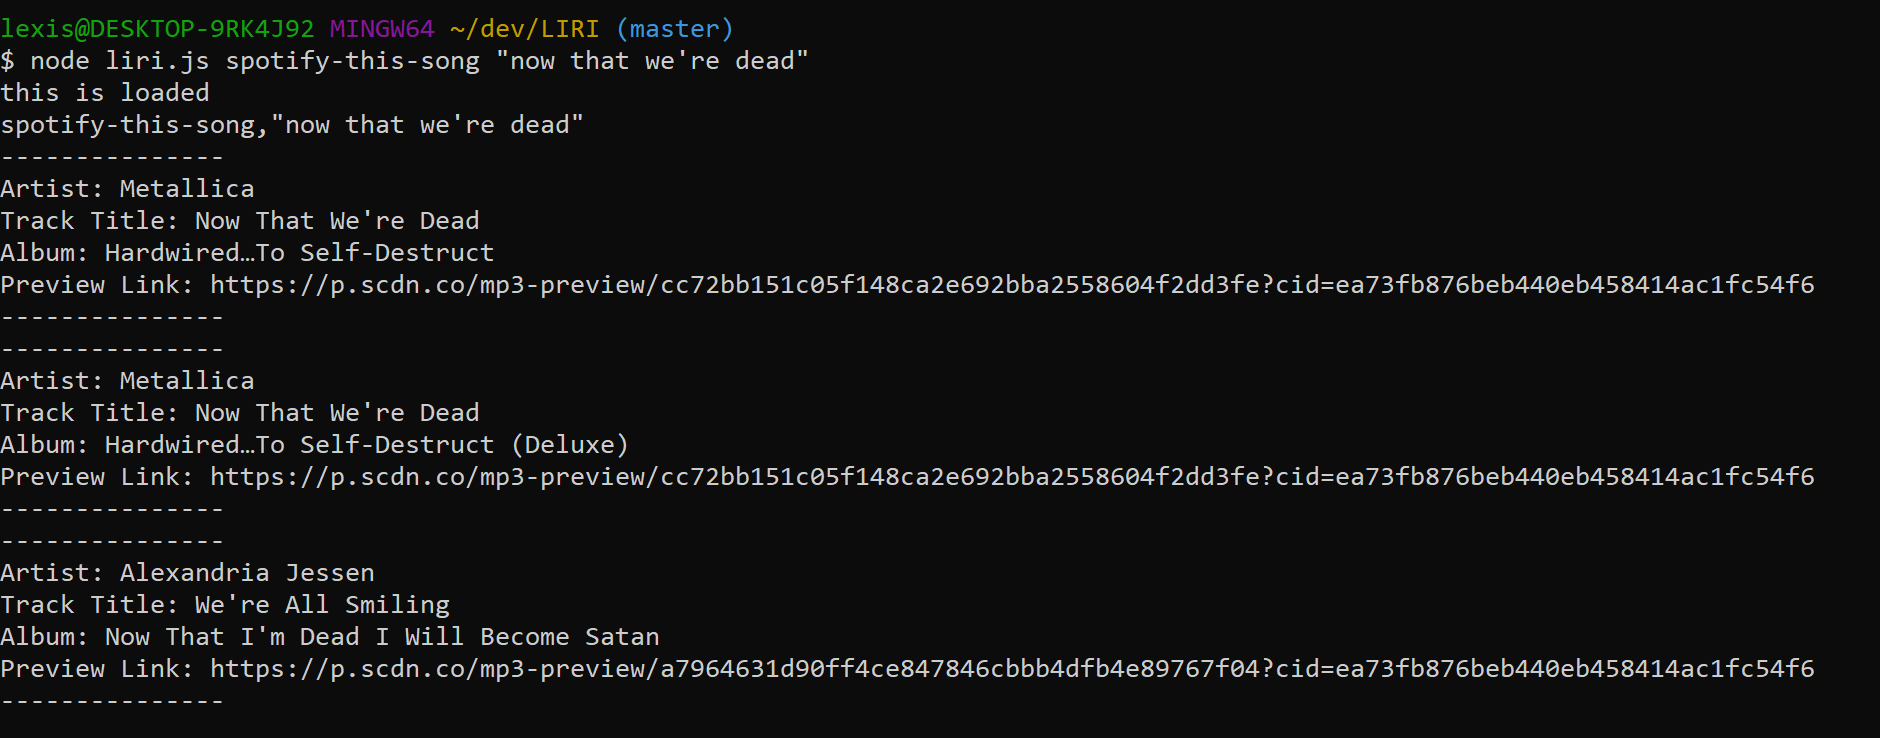 lexis@DESKTOP-9RK4J92 MINGW64 ~/dev/LIRI (master)
$ node liri.js spotify-this-song "now that we're dead"
this is loaded
spotify-this-song,"now that we're dead"
---------------
Artist: Metallica
Track Title: Now That We're Dead
Album: Hardwired…To Self-Destruct
Preview Link: https://p.scdn.co/mp3-preview/cc72bb151c05f148ca2e692bba2558604f2dd3fe?cid=ea73fb876beb440eb458414ac1fc54f6
---------------
---------------
Artist: Metallica
Track Title: Now That We're Dead
Album: Hardwired…To Self-Destruct (Deluxe)
Preview Link: https://p.scdn.co/mp3-preview/cc72bb151c05f148ca2e692bba2558604f2dd3fe?cid=ea73fb876beb440eb458414ac1fc54f6
---------------
---------------
Artist: Alexandria Jessen
Track Title: We're All Smiling
Album: Now That I'm Dead I Will Become Satan
Preview Link: https://p.scdn.co/mp3-preview/a7964631d90ff4ce847846cbbb4dfb4e89767f04?cid=ea73fb876beb440eb458414ac1fc54f6
---------------